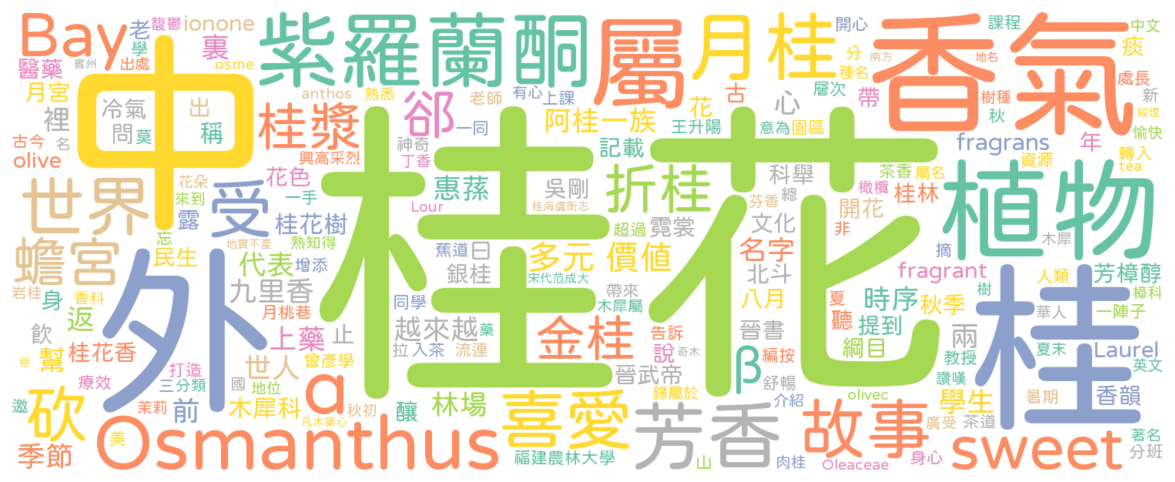 Bay
老
馥鬱
ionone
紫羅蘭酮
屬
月桂
開心
香氣
課程
中文
痰
學
裏
osme
賓州
出處
醫藥
月宮
中
anthos
熟悉
有心
上課
分
種名
南方
地名
層次
古
帶
處長
新
冷氣
出
桂漿
郤
老師
花
心
樹種
裡
問
莫
稱
一同
阿桂一族
王升陽
意為
園區
秋
縱理
古今
名
興高采烈
神奇
丁香
記載
fragrans
年
愉快
olive
桂花
茶香
屬名
資源
轉入
tea
世界
花朵
花色
惠蓀
吳剛
折桂
科舉
芬香
總
橄欖
桂林
植物
受
來到
一手
Lour
桂海虞衡志
文化
開花
露
桂花樹
超過
非
摘
木犀
忘
地實不產
熟知得
蕉道
日
霓裳
名字
蟾宮
民生
外
代表
增添
銀桂
多元
價值
北斗
fragrant
桂
人類
芳樟醇
岩桂
香料
身
九里香
宋代范成大
八月
夏
時序
秋季
樹
樟科
返
月桃巷
同學
木犀屬
帶來
聽
提到
華人
一陣子
飲
上藥
止
越來越
藥
金桂
晉書
告訴
兩
幫
桂花香
世人
曾彥學
拉
入茶
流連
說
奇木
β
編按
綱目
教授
夏末
Laurel
皆
打造
國
α
晉武帝
舒暢
讚嘆
英文
療效
三分類
地位
歸屬於
介紹
olivec
砍
邀
茉莉
前
木犀科
秋初
釀
林場
喜愛
芳香
故事
學生
暑期
香韻
凡木葉心
廣受
茶道
著名
美
季節
Osmanthus
福建農林大學
山
肉桂
Oleaceae
身心
sweet
分班